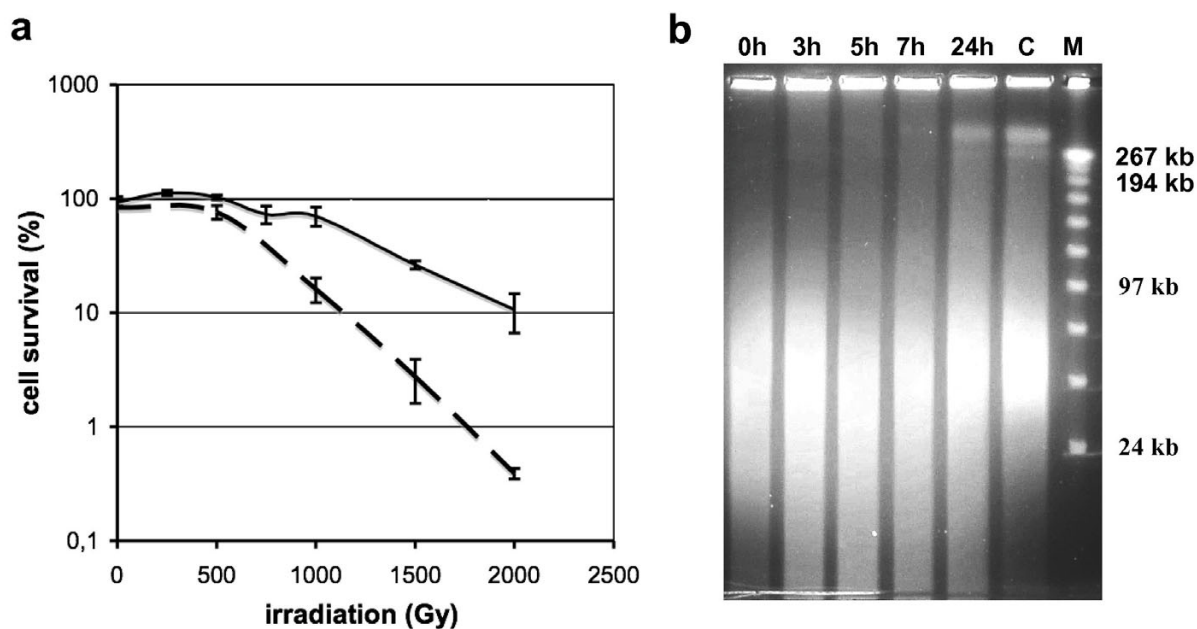 a
1000
100
10
1
0,1
cell survival (%)
0
500
1000
1500
2000
2500
irradiation (Gy)
b
0h 3h 5h 7h 24h C M
267 kb
194 kb
97 kb
24 kb